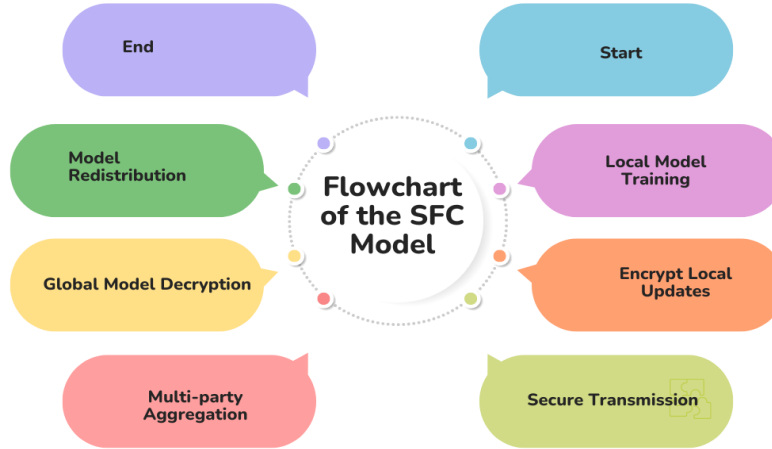 End
Start
Model
Redistribution
Local Model
Training
Flowchart
of the SFC
Model
Global Model Decryption
Encrypt Local
Updates
Multi-party
Aggregation
Secure Transmission